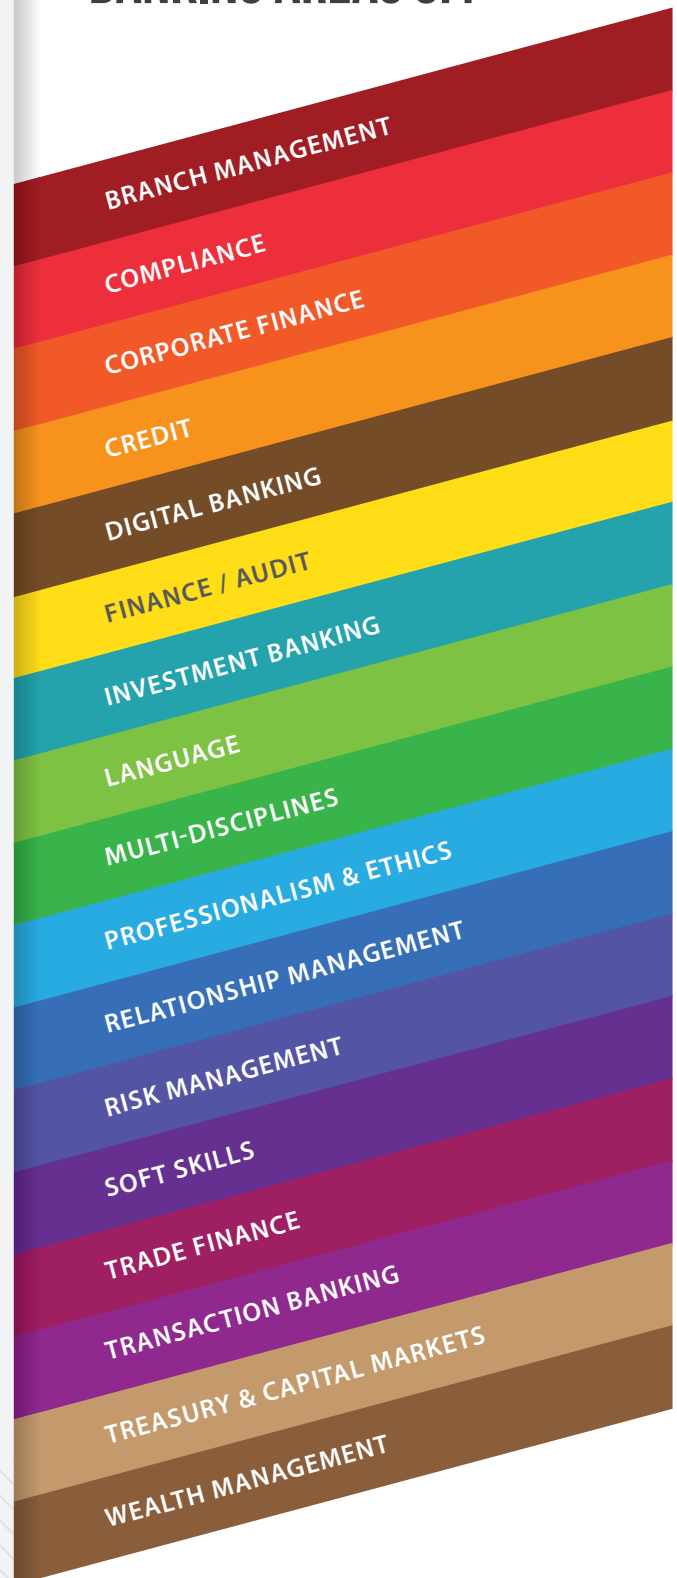 BRANCH MANAGEMENT
COMPLIANCE
CORPORATE FINANCE
CREDIT
DIGITAL BANKING
FINANCE / AUDIT
INVESTMENT BANKING
LANGUAGE
MULTI-DISCIPLINES
PROFESSIONALISM & ETHICS
RELATIONSHIP MANAGEMENT
RISK MANAGEMENT
SOFT SKILLS
TRADE FINANCE
TRANSACTION BANKING
TREASURY & CAPITAL MARKETS
WEALTH MANAGEMENT